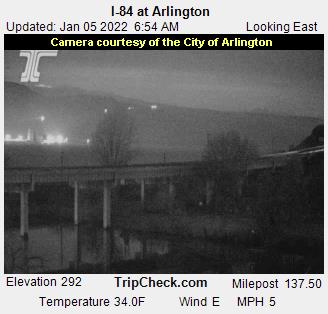 I-84 at Arlington
Updated: Jan 05 2022 6:54 AM Looking East
Camera courtesy of the City of Arlington
Elevation 292 TripCheck.com Milepost 137.50
Temperature 34.0F Wind E MPH 5